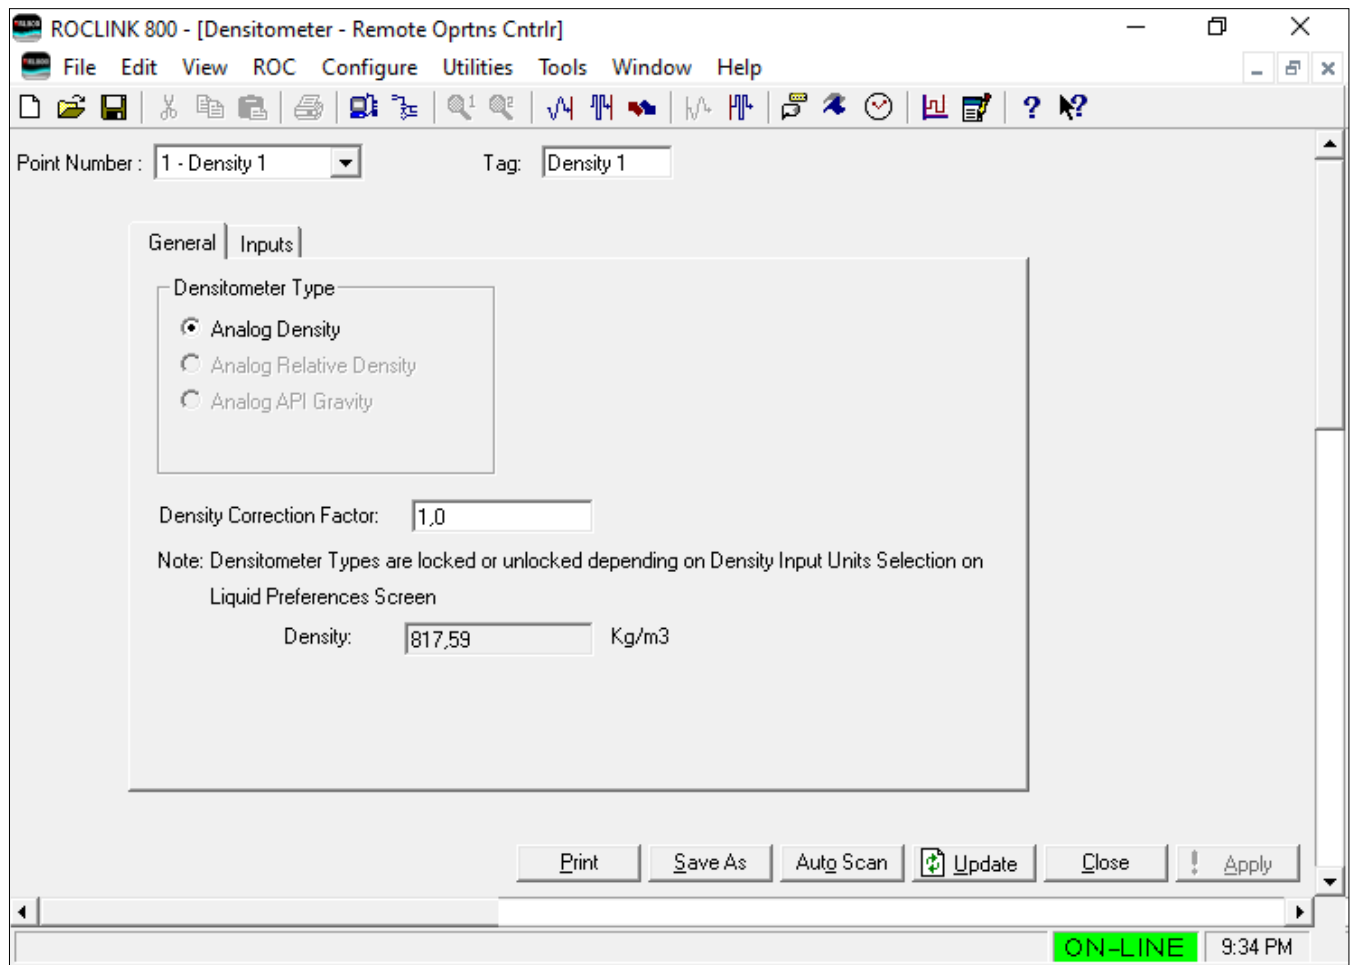 ROCLINK 800 - [Densitometer - Remote Oprtns Cntrlr]
File Edit View ROC Configure Utilities Tools Window Help
Point Number : 1 - Density 1 Tag: Density 1
General Inputs
Densitometer Type
Analog Density
Analog Relative Density
Analog API Gravity
Density Correction Factor: 1,0
Note: Densitometer Types are locked or unlocked depending on Density Input Units Selection on
Liquid Preferences Screen
Density: 817,59 Kg/m3
Print Save As Auto Scan Update Close Apply
ON-LINE 9:34 PM